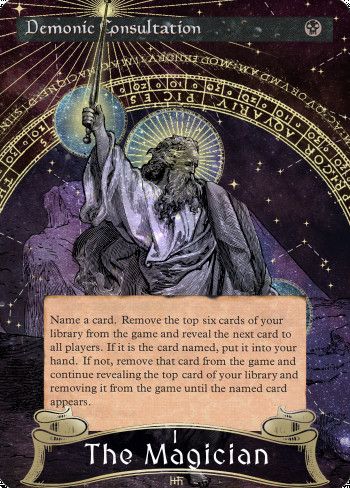 Demonic Consultation
Name a card. Remove the top six cards of your
library from the game and reveal the next card to
all players. If it is the card named, put it into your
hand. If not, remove that card from the game and
continue revealing the top card of your library and
removing it from the game until the named card
appears.
I
The Magician